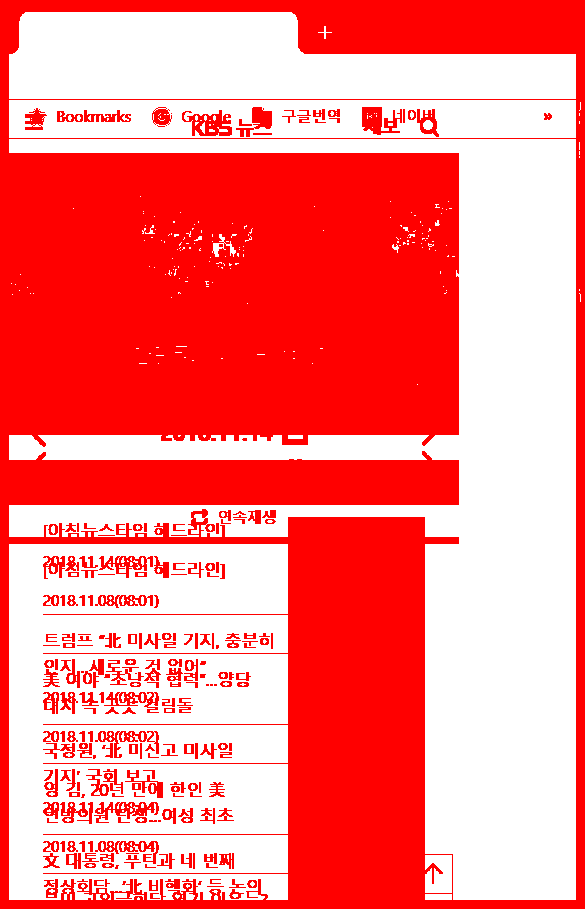 Bookmarks Google 구글번역 네이버 »
KBS 뉴스 제보
2018.11.14
연속재생
[아침뉴스타임 헤드라인]
2018.11.14(08:01)
[아침뉴스타임 헤드라인]
2018.11.08(08:01)
트럼프 “北 미사일 기지, 충분히
인지…새로운 것 없어”
美 여야 “초당적 협력”…양당
2018.11.14(08:02)
대치 속 곳곳 걸림돌
2018.11.08(08:02)
국정원, ‘北 미신고 미사일
기지’ 국회 보고
영 김, 20년 만에 한인 美
2018.11.14(08:04)
연방의원 탄생…여성 최초
2018.11.08(08:04)
文 대통령, 푸틴과 네 번째
정상회담…‘北 비핵화’ 등 논의